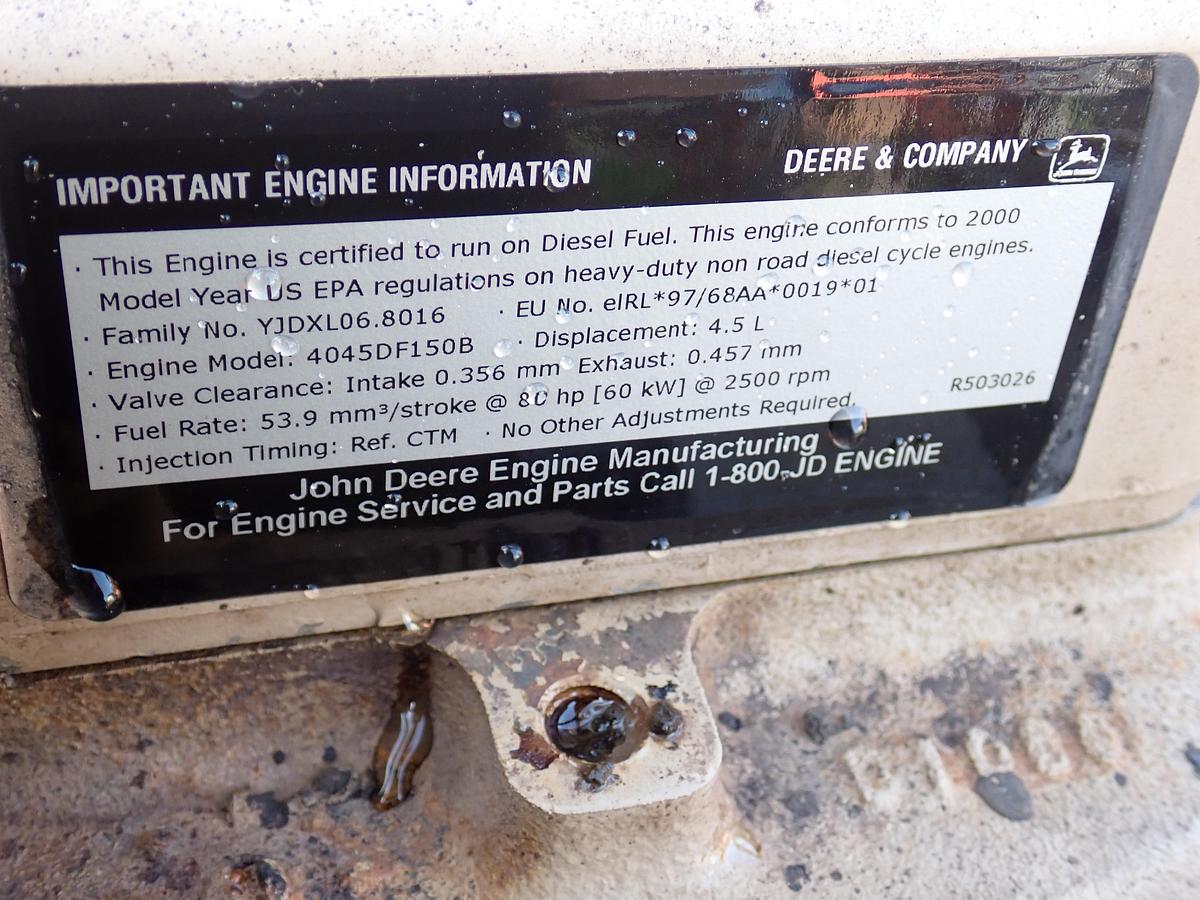 IMPORTANT ENGINE INFORMATION
DEERE & COMPANY
JOHN DEERE
· This Engine is certified to run on Diesel Fuel. This engine conforms to 2000
Model Year US EPA regulations on heavy-duty non road diesel cycle engines.
· Family No. YJDXL06.8016 · EU No. eIRL*97/68AA*0019*01
· Engine Model: 4045DF150B · Displacement: 4.5 L
· Valve Clearance: Intake 0.356 mm Exhaust: 0.457 mm
· Fuel Rate: 53.9 mm³/stroke @ 80 hp [60 kW] @ 2500 rpm
· Injection Timing: Ref. CTM · No Other Adjustments Required.
R503026
John Deere Engine Manufacturing
For Engine Service and Parts Call 1-800-JD ENGINE